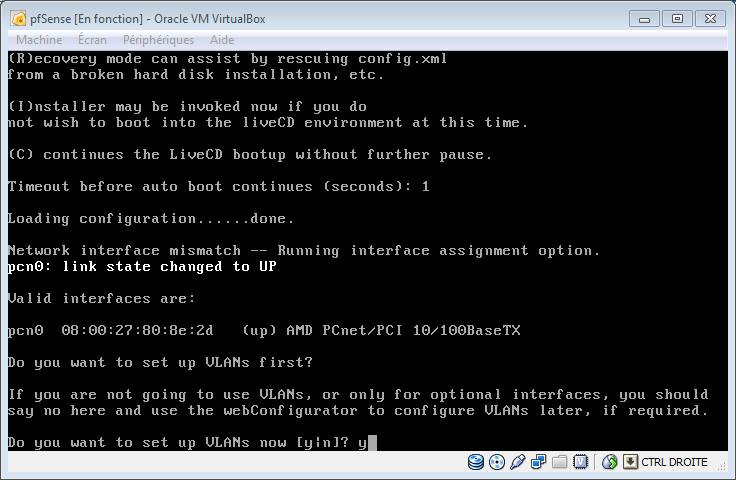 pfSense [En fonction] - Oracle VM VirtualBox
Machine Écran Périphériques Aide
(R)ecovery mode can assist by rescuing config.xml
from a broken hard disk installation, etc.
(I)nstaller may be invoked now if you do
not wish to boot into the liveCD environment at this time.
(C) continues the LiveCD bootup without further pause.
Timeout before auto boot continues (seconds): 1
Loading configuration......done.
Network interface mismatch -- Running interface assignment option.
pcn0: link state changed to UP
Valid interfaces are:
pcn0 08:00:27:80:8e:2d (up) AMD PCnet/PCI 10/100BaseTX
Do you want to set up VLANs first?
If you are not going to use VLANs, or only for optional interfaces, you should
say no here and use the webConfigurator to configure VLANs later, if required.
Do you want to set up VLANs now [y|n]? y
CTRL DROITE